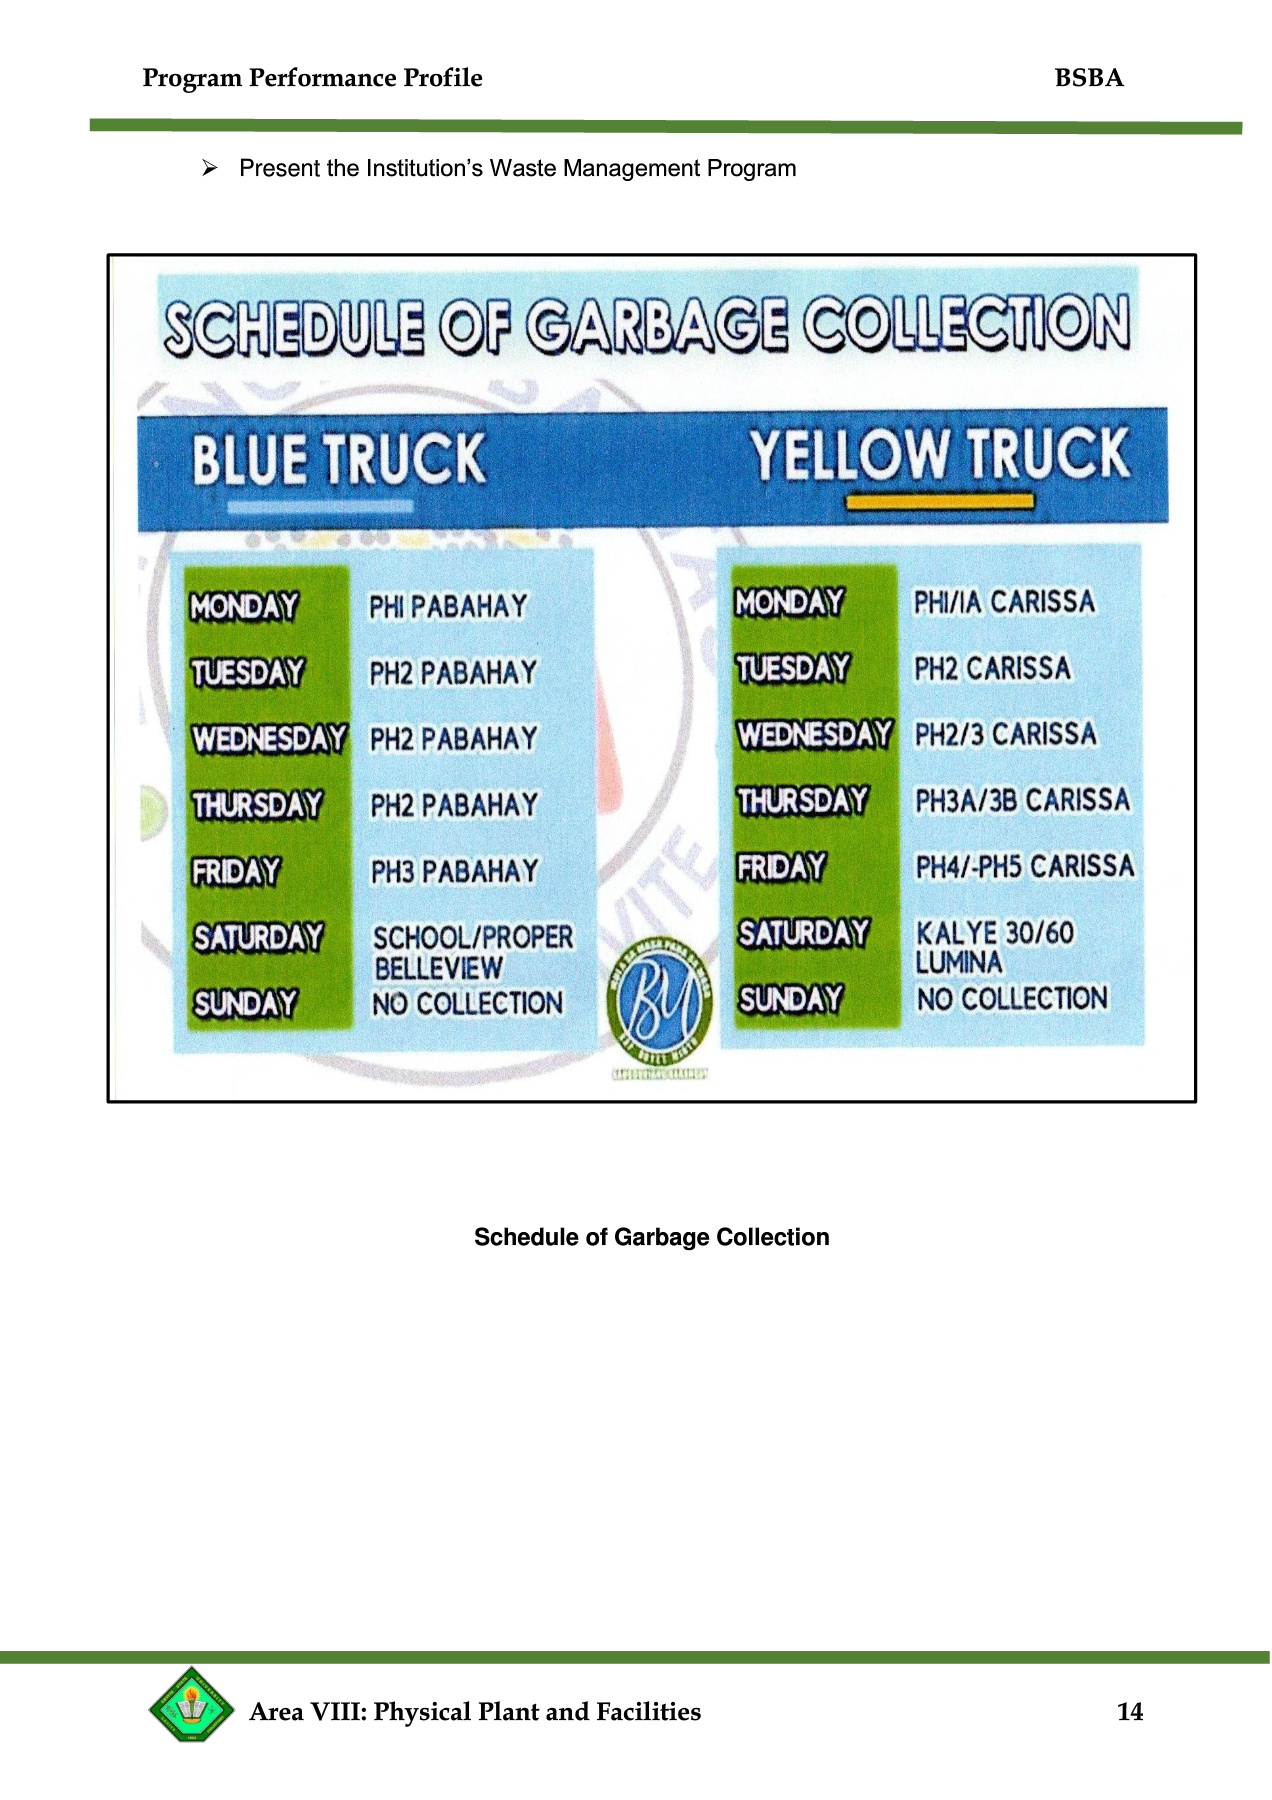 Program Performance Profile BSBA
➢ Present the Institution's Waste Management Program
SCHEDULE OF GARBAGE COLLECTION
BLUE TRUCK
MONDAY PH1 PABAHAY
TUESDAY PH2 PABAHAY
WEDNESDAY PH2 PABAHAY
THURSDAY PH2 PABAHAY
FRIDAY PH3 PABAHAY
SATURDAY SCHOOL/PROPER
BELLEVIEW
SUNDAY NO COLLECTION
YELLOW TRUCK
MONDAY PH1/1A CARISSA
TUESDAY PH2 CARISSA
WEDNESDAY PH2/3 CARISSA
THURSDAY PH3A/3B CARISSA
FRIDAY PH4/-PH5 CARISSA
SATURDAY KALYE 30/60
LUMINA
SUNDAY NO COLLECTION
BM
VITE
Schedule of Garbage Collection
Area VIII: Physical Plant and Facilities 14